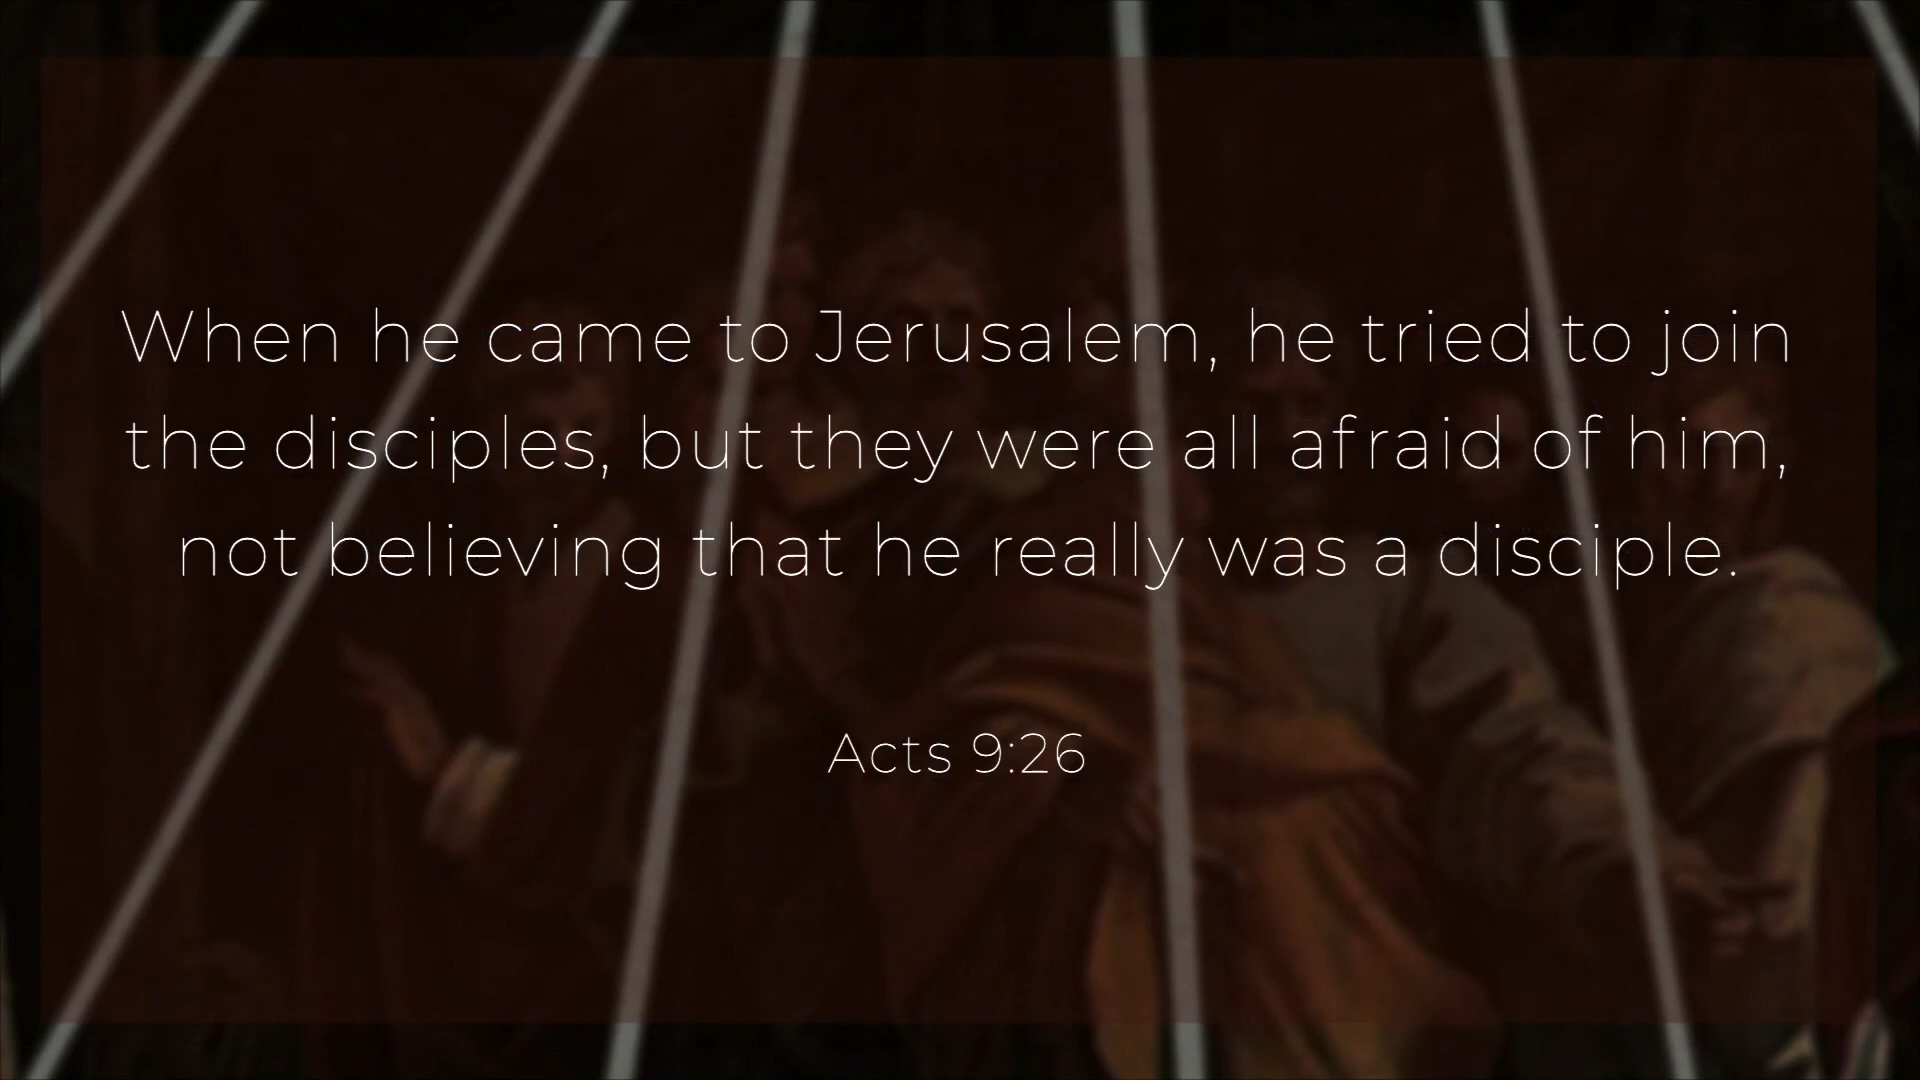 When he came to Jerusalem, he tried to join
the disciples, but they were all afraid of him,
not believing that he really was a disciple.
Acts 9:26